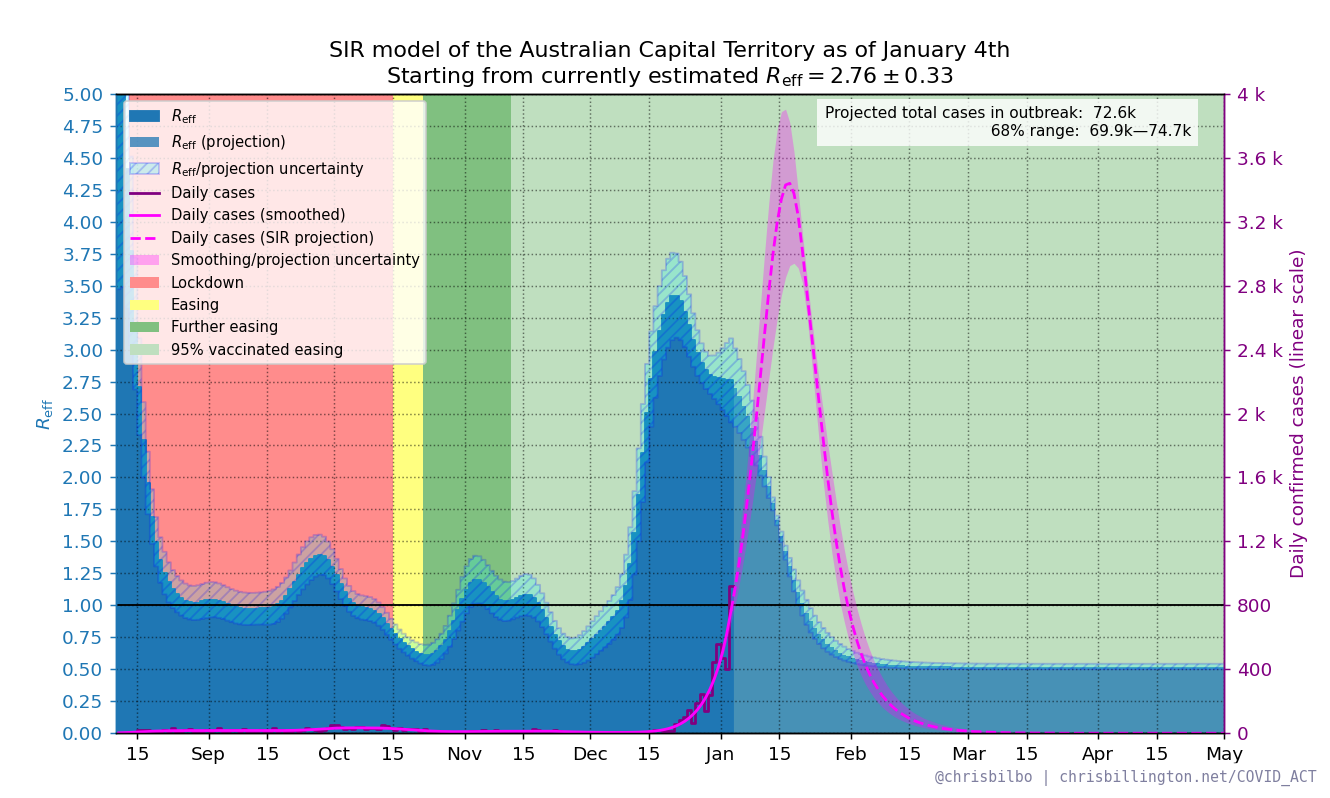 SIR model of the Australian Capital Territory as of January 4th
Starting from currently estimated Reff = 2.76 ± 0.33
Reff
5.00
4.75
4.50
4.25
4.00
3.75
3.50
3.25
3.00
2.75
2.50
2.25
2.00
1.75
1.50
1.25
1.00
0.75
0.50
0.25
0.00
Reff
Reff (projection)
Reff/projection uncertainty
Daily cases
Daily cases (smoothed)
Daily cases (SIR projection)
Smoothing/projection uncertainty
Lockdown
Easing
Further easing
95% vaccinated easing
Projected total cases in outbreak: 72.6k
68% range: 69.9k—74.7k
4 k
3.6 k
3.2 k
2.8 k
2.4 k
2 k
1.6 k
1.2 k
800
400
0
Daily confirmed cases (linear scale)
15 Sep 15 Oct 15 Nov 15 Dec 15 Jan 15 Feb 15 Mar 15 Apr 15 May
@chrisbilbo | chrisbillington.net/COVID_ACT